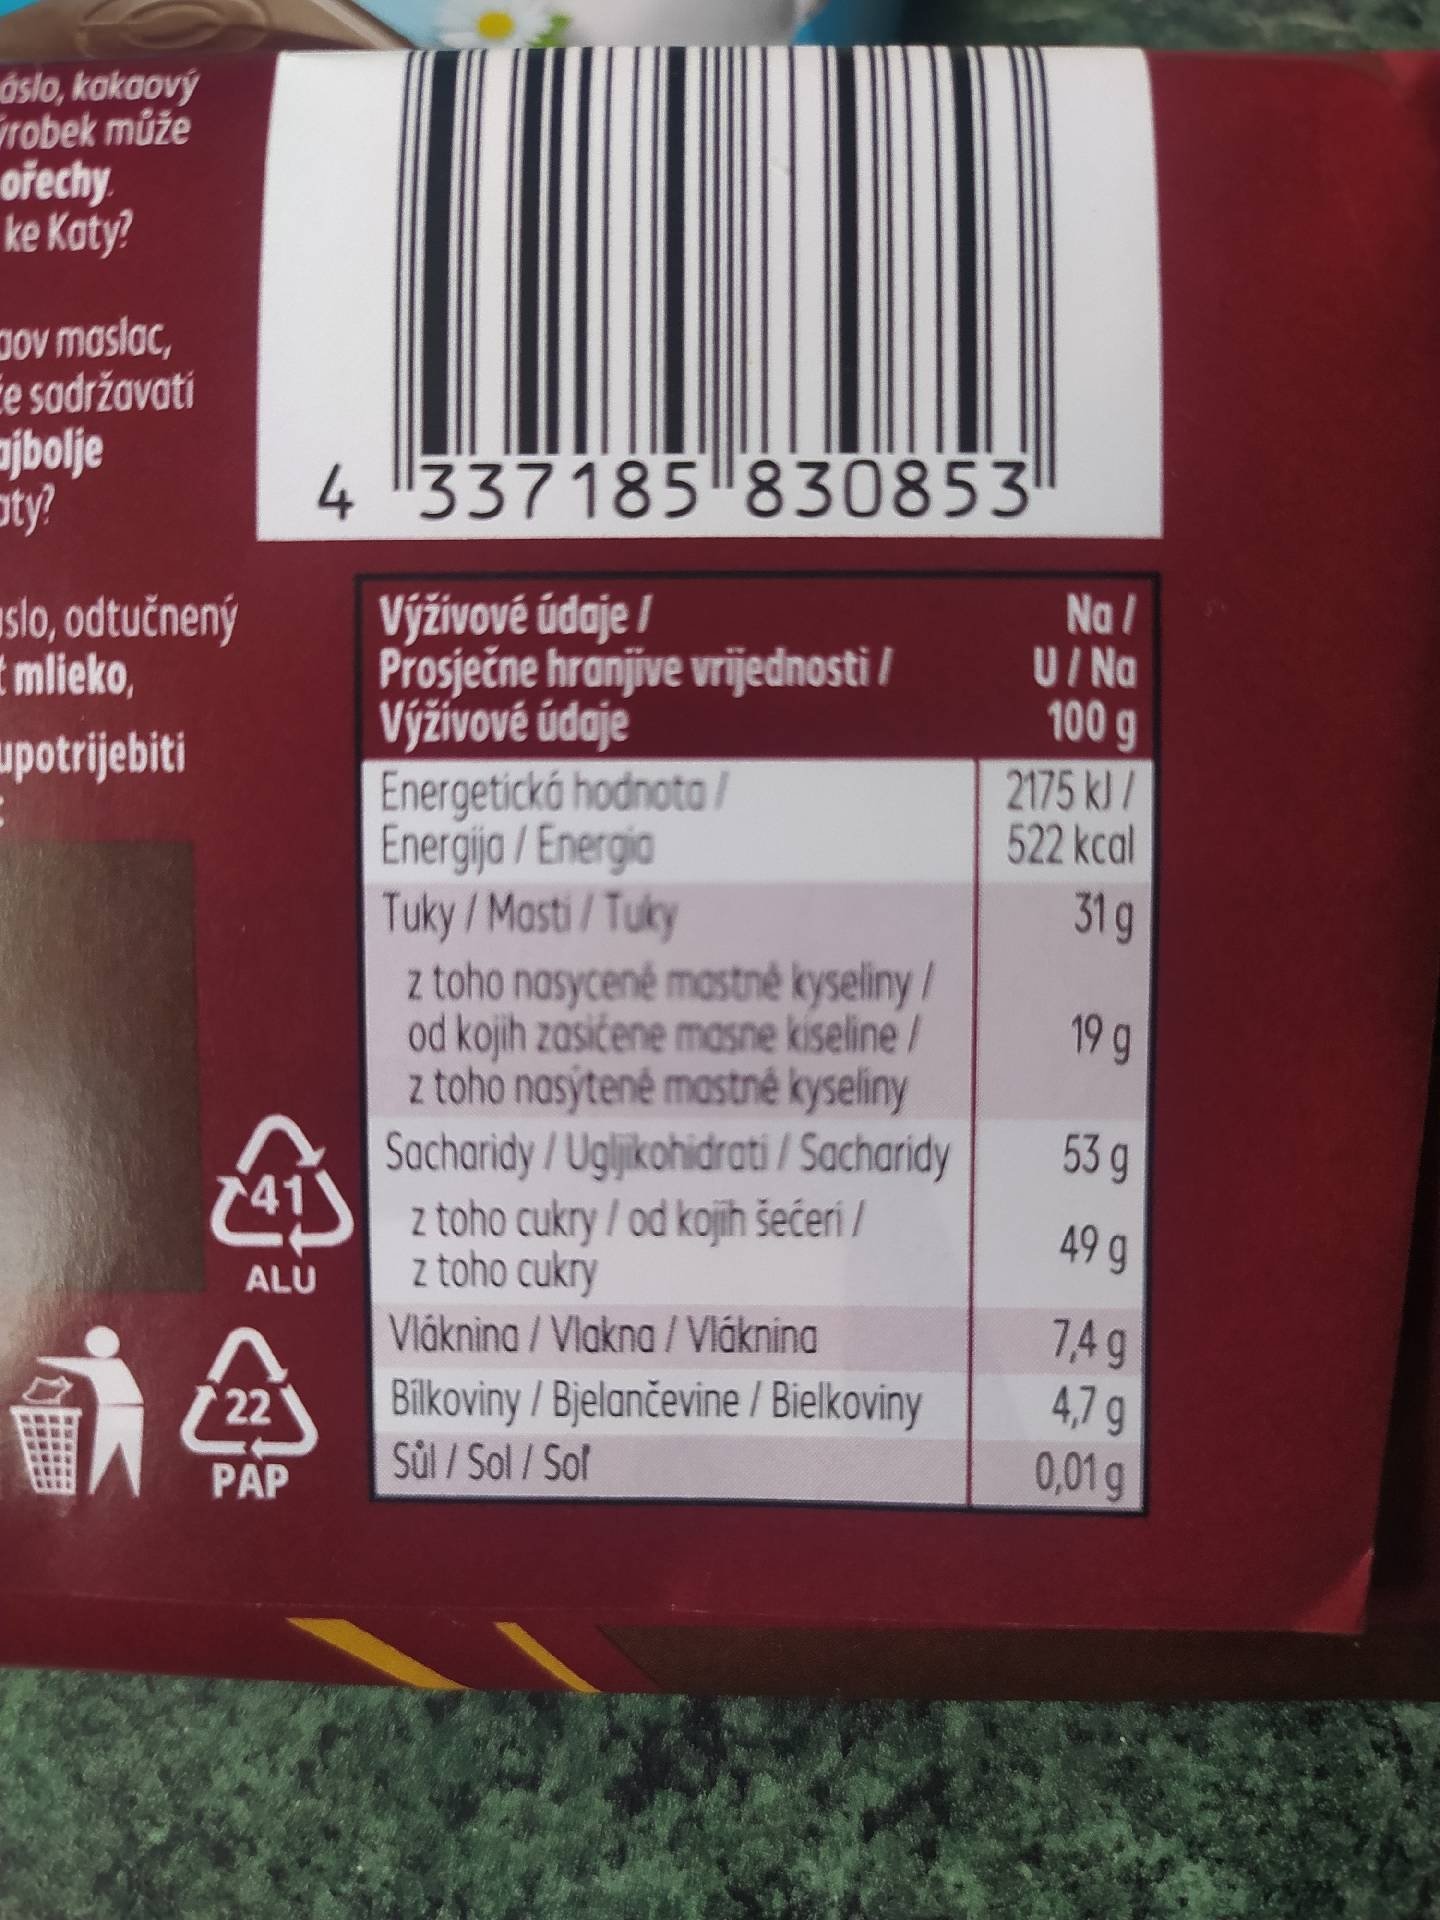 áslo, kakaový
ýrobek může
ořechy.
ke Katy?
aov maslac,
že sadržavati
ajbolje
aty?
slo, odtučnený
mlieko,
upotrijebiti
4 337185 830853
Výživové údaje /
Prosječne hranjive vrijednosti /
Výživové údaje
Na /
U / Na
100 g
Energetická hodnota /
Energija / Energia
2175 kJ /
522 kcal
Tuky / Masti / Tuky 31 g
z toho nasycené mastné kyseliny /
od kojih zasićene masne kiseline /
z toho nasýtené mastné kyseliny
19 g
Sacharidy / Ugljikohidrati / Sacharidy 53 g
z toho cukry / od kojih šećeri /
z toho cukry
49 g
Vláknina / Vlakna / Vláknina 7,4 g
Bílkoviny / Bjelančevine / Bielkoviny 4,7 g
Sůl / Sol / Soľ 0,01 g
41
ALU
22
PAP